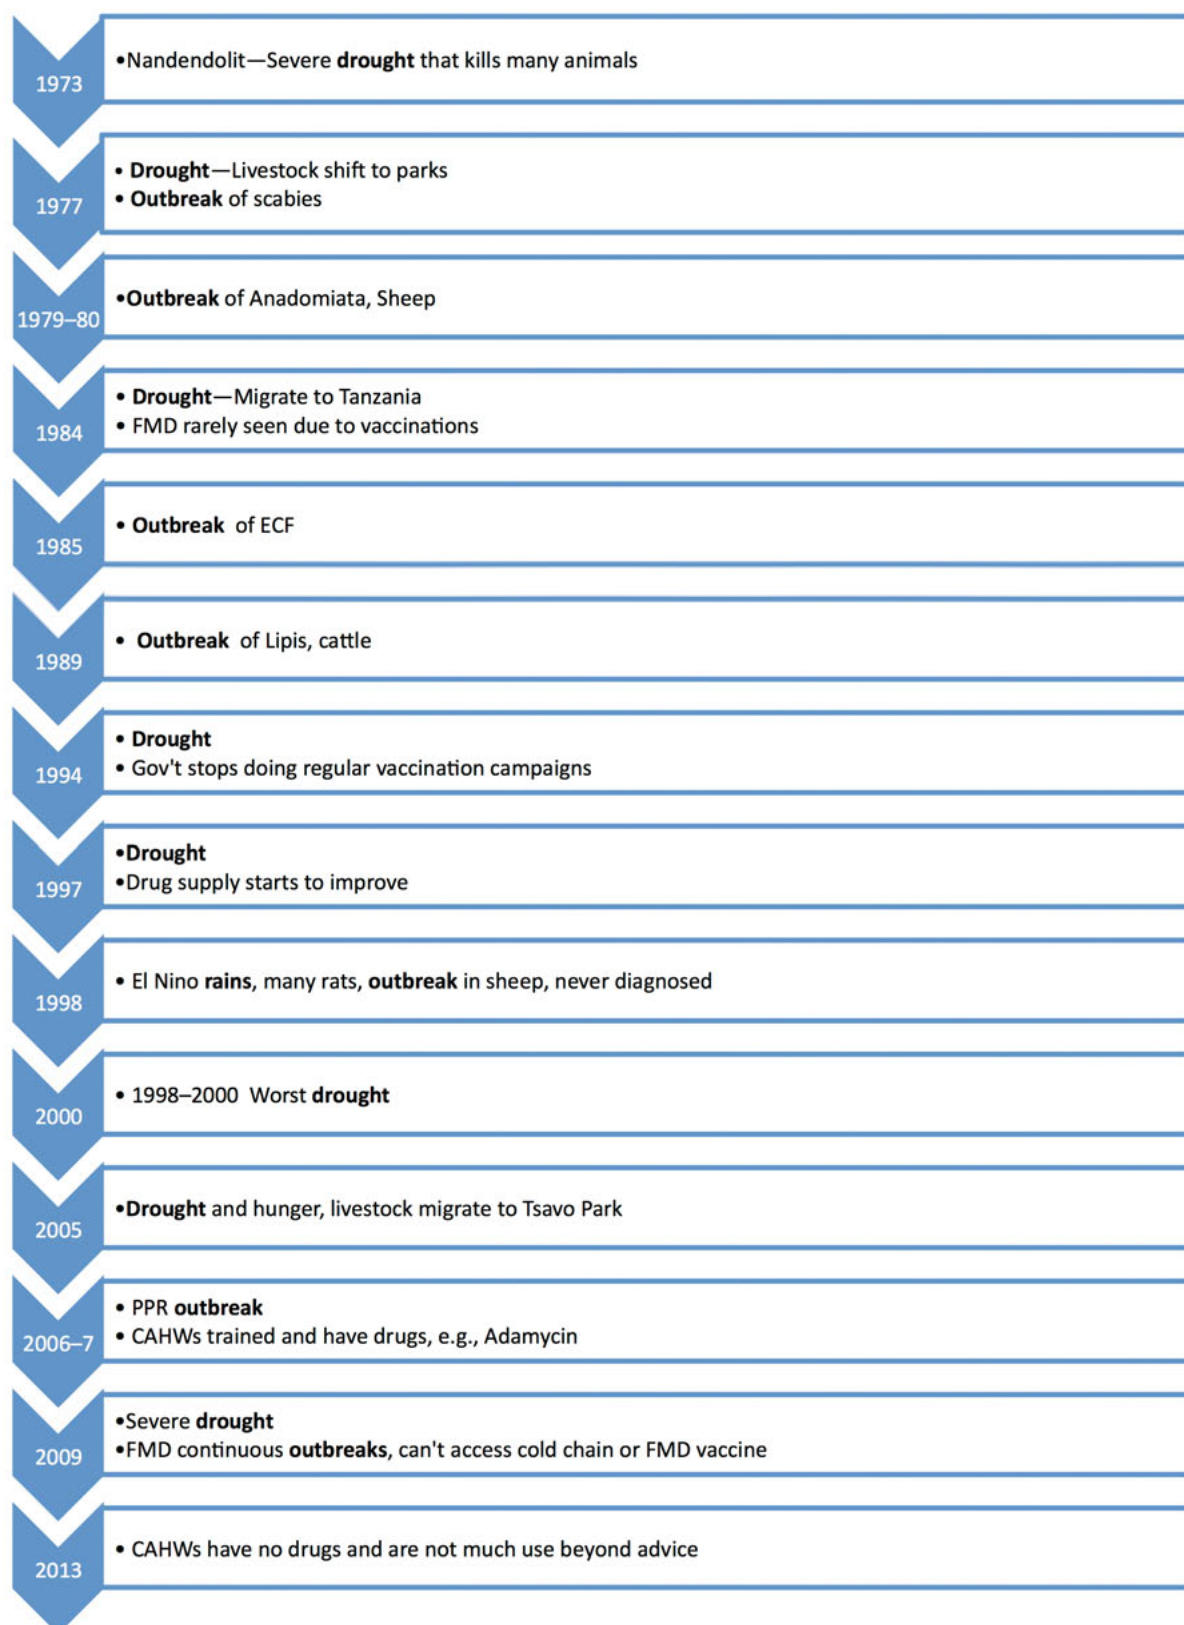 1973
•Nandendolit—Severe drought that kills many animals
1977
• Drought—Livestock shift to parks
• Outbreak of scabies
1979–80
•Outbreak of Anadomiata, Sheep
1984
• Drought—Migrate to Tanzania
• FMD rarely seen due to vaccinations
1985
• Outbreak of ECF
1989
• Outbreak of Lipis, cattle
1994
• Drought
• Gov't stops doing regular vaccination campaigns
1997
•Drought
•Drug supply starts to improve
1998
• El Nino rains, many rats, outbreak in sheep, never diagnosed
2000
• 1998–2000 Worst drought
2005
•Drought and hunger, livestock migrate to Tsavo Park
2006–7
• PPR outbreak
• CAHWs trained and have drugs, e.g., Adamycin
2009
•Severe drought
•FMD continuous outbreaks, can't access cold chain or FMD vaccine
2013
• CAHWs have no drugs and are not much use beyond advice